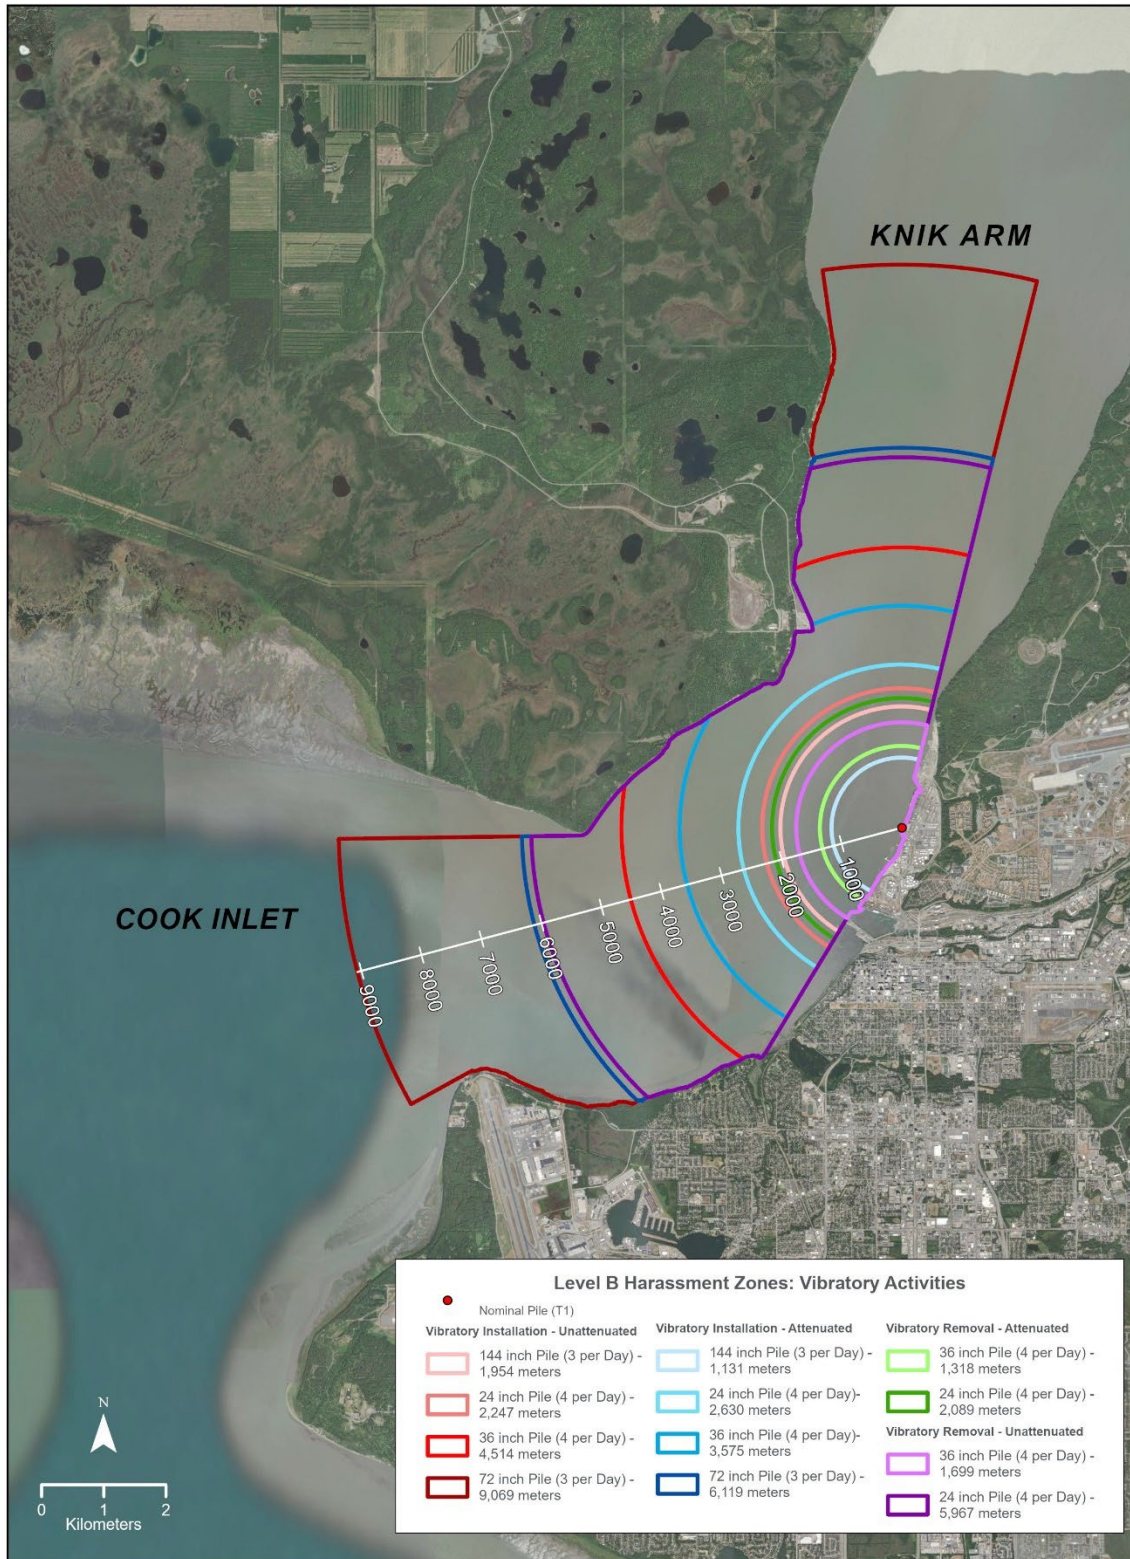 KNIK ARM
COOK INLET
1000
2000
3000
4000
5000
6000
7000
8000
9000
Level B Harassment Zones: Vibratory Activities
Nominal Pile (T1)
Vibratory Installation - Unattenuated
144 inch Pile (3 per Day) -
1,954 meters
24 inch Pile (4 per Day) -
2,247 meters
36 inch Pile (4 per Day) -
4,514 meters
72 inch Pile (3 per Day) -
9,069 meters
Vibratory Installation - Attenuated
144 inch Pile (3 per Day) -
1,131 meters
24 inch Pile (4 per Day)-
2,630 meters
36 inch Pile (4 per Day)-
3,575 meters
72 inch Pile (3 per Day) -
6,119 meters
Vibratory Removal - Attenuated
36 inch Pile (4 per Day) -
1,318 meters
24 inch Pile (4 per Day) -
2,089 meters
Vibratory Removal - Unattenuated
36 inch Pile (4 per Day) -
1,699 meters
24 inch Pile (4 per Day) -
5,967 meters
N
0 1 2
Kilometers